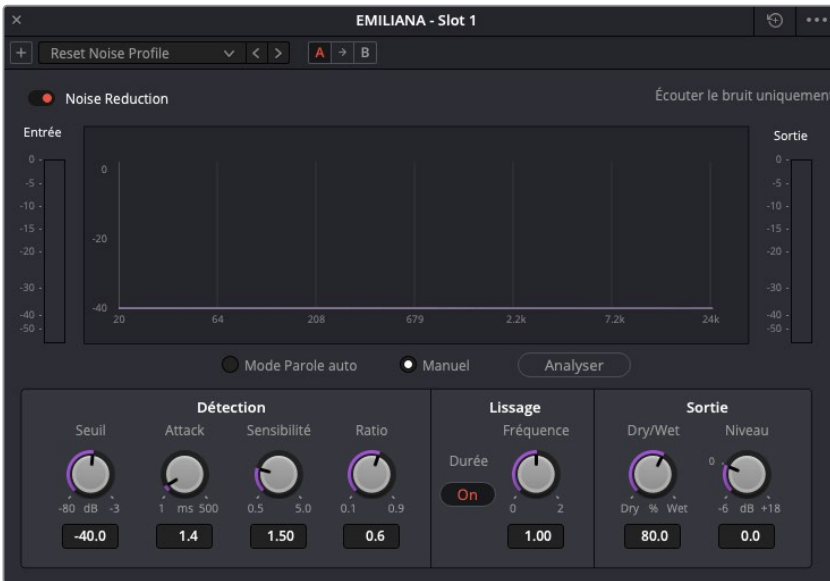 EMILIANA - Slot 1
Reset Noise Profile A B
Noise Reduction Écouter le bruit uniquement
Entrée Sortie
0 0 0
-5 -5
-10 -10
-15 -15
-20 -20 -20
-30 -30
-40 -40 -40
-50 -50
20 64 208 679 2.2k 7.2k 24k
Mode Parole auto Manuel Analyser
Détection Lissage Sortie
Seuil Attack Sensibilité Ratio Fréquence Dry/Wet Niveau
Durée 0
On
-80 dB -3 1 ms 500 0.5 5.0 0.1 0.9 0 2 Dry % Wet -6 dB +18
-40.0 1.4 1.50 0.6 1.00 80.0 0.0